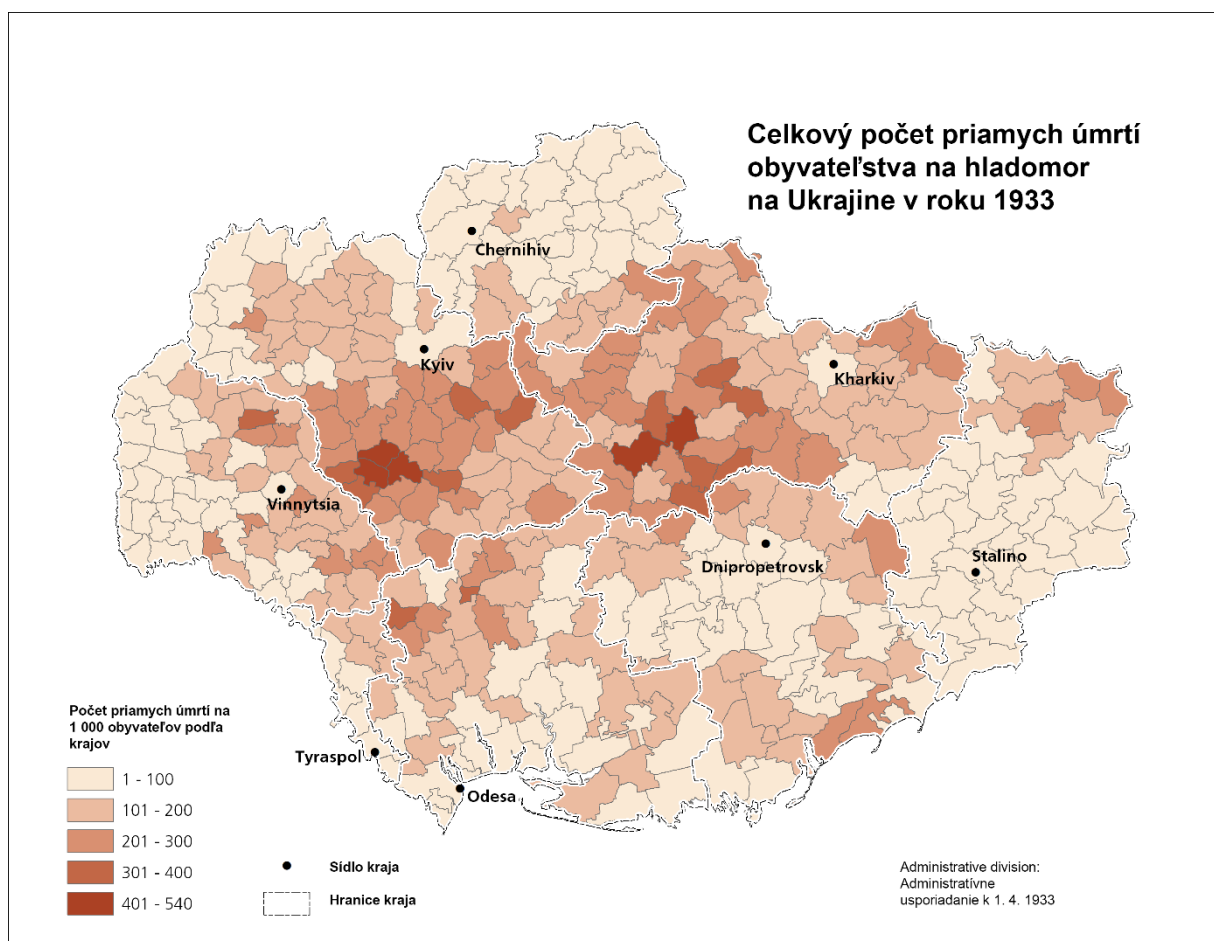 Celkový počet priamych úmrtí
obyvateľstva na hladomor
na Ukrajine v roku 1933
Chernihiv
Kyiv
Kharkiv
Vinnytsia
Stalino
Dnipropetrovsk
Tyraspol
Odesa
Počet priamych úmrtí na
1 000 obyvateľov podľa
krajov
1 - 100
101 - 200
201 - 300
301 - 400
401 - 540
Sídlo kraja
Hranice kraja
Administrative division:
Administratívne
usporiadanie k 1. 4. 1933